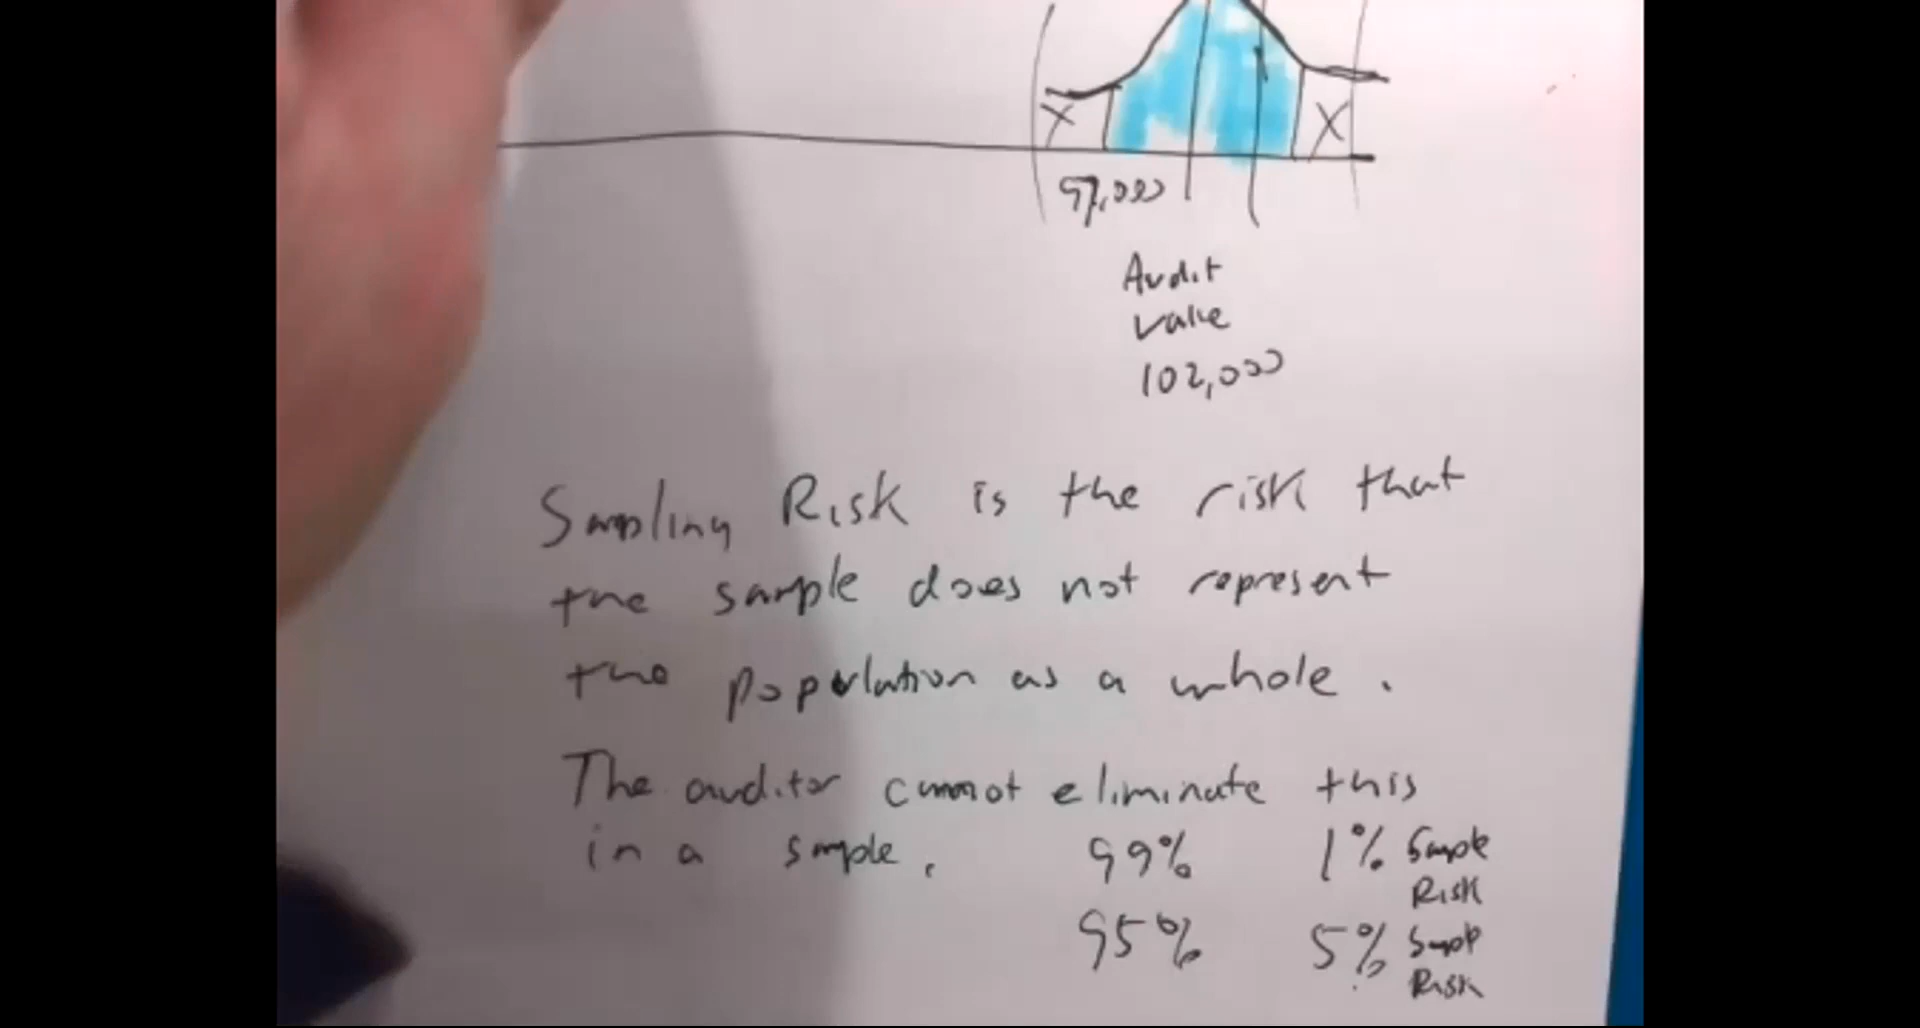 X
X
97,000
Audit
Value
102,000
Sampling Risk is the risk that
the sample does not represent
the population as a whole.
The auditor cannot eliminate this
in a sample. 99% 1% Sample
Risk
95% 5% Sample
Risk